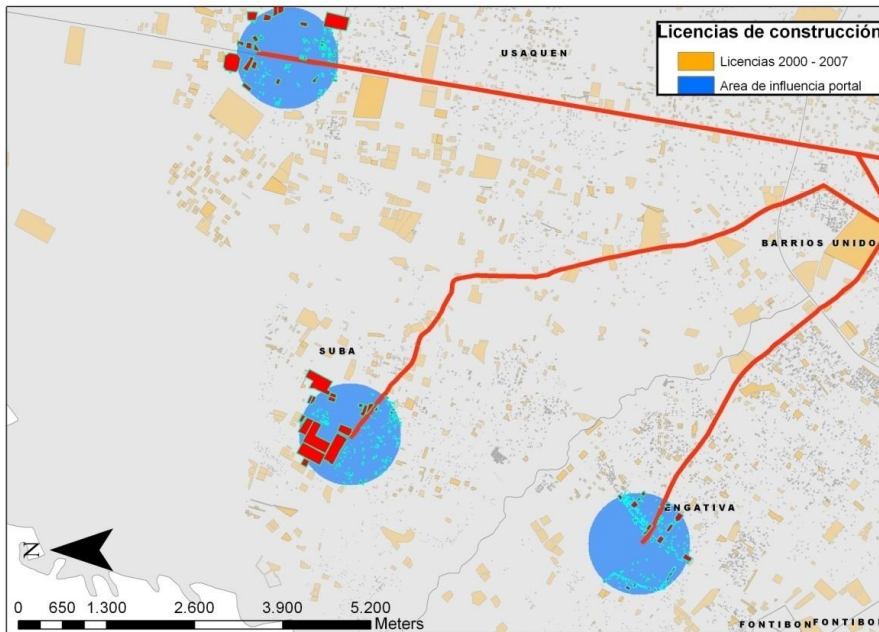 Licencias de construcción
Licencias 2000 - 2007
Area de influencia portal
USAQUEN
BARRIOS UNIDO
SUBA
ENGATIVA
FONTIBON
FONTIBON
N
0 650 1.300 2.600 3.900 5.200
Meters